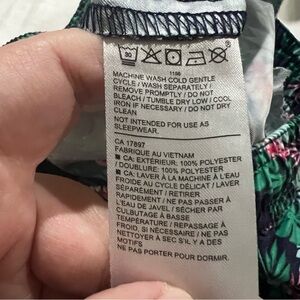 30
1156
MACHINE WASH COLD GENTLE
CYCLE / WASH SEPARATELY /
REMOVE PROMPTLY / DO NOT
BLEACH / TUMBLE DRY LOW / COOL
IRON IF NECESSARY / DO NOT DRY
CLEAN
NOT INTENDED FOR USE AS
SLEEPWEAR.
CA 17897
FABRIQUE AU VIETNAM
CA: EXTÉRIEUR: 100% POLYESTER
/ DOUBLURE: 100% POLYESTER
CA: LAVER À LA MACHINE À L'EAU
FROIDE AU CYCLE DÉLICAT / LAVER
SÉPARÉMENT / RETIRER
RAPIDEMENT / NE PAS UTILISER
D'EAU DE JAVEL / SÉCHER PAR
CULBUTAGE À BASSE
TEMPÉRATURE / REPASSAGE À
FROID, SI NÉCESSAIRE / NE PAS
NETTOYER À SEC S'IL Y A DES
MOTIFS
NE PAS PORTER POUR DORMIR.